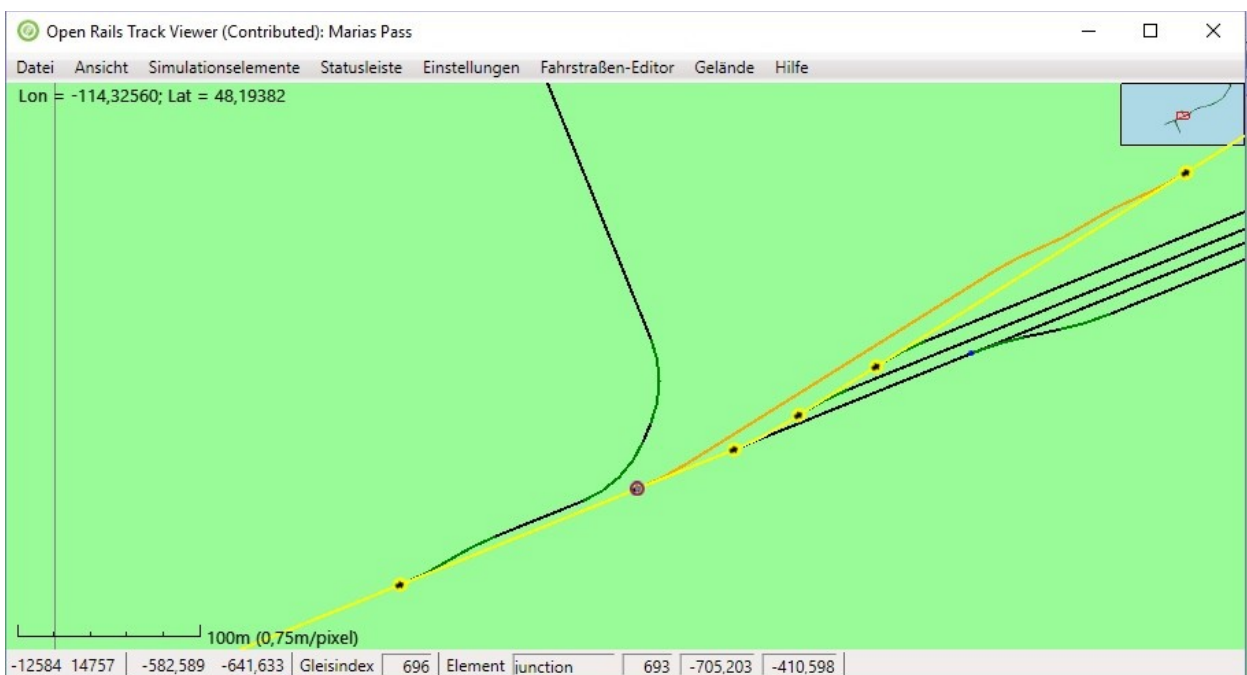 Open Rails Track Viewer (Contributed): Marias Pass
Datei Ansicht Simulationselemente Statusleiste Einstellungen Fahrstraßen-Editor Gelände Hilfe
Lon = -114,32560; Lat = 48,19382
100m (0,75m/pixel)
-12584 14757 -582,589 -641,633 Gleisindex 696 Element junction 693 -705,203 -410,598